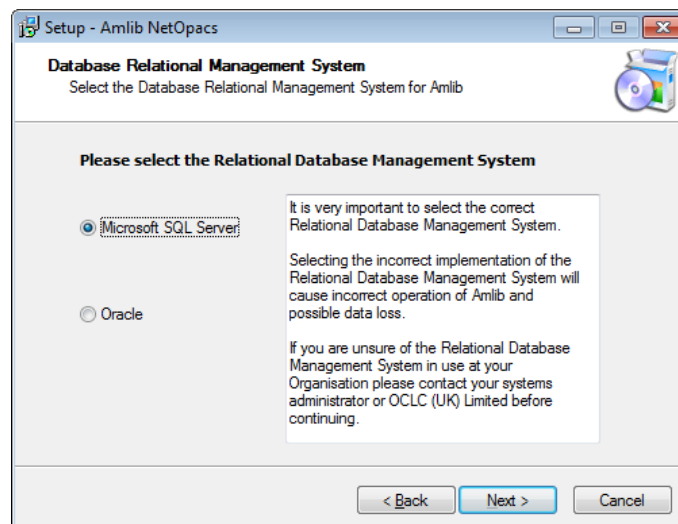 Setup - Amlib NetOpacs
Database Relational Management System
Select the Database Relational Management System for Amlib
Please select the Relational Database Management System
Microsoft SQL Server
Oracle
It is very important to select the correct
Relational Database Management System.
Selecting the incorrect implementation of the
Relational Database Management System will
cause incorrect operation of Amlib and
possible data loss.
If you are unsure of the Relational Database
Management System in use at your
Organisation please contact your systems
administrator or OCLC (UK) Limited before
continuing.
< Back Next > Cancel